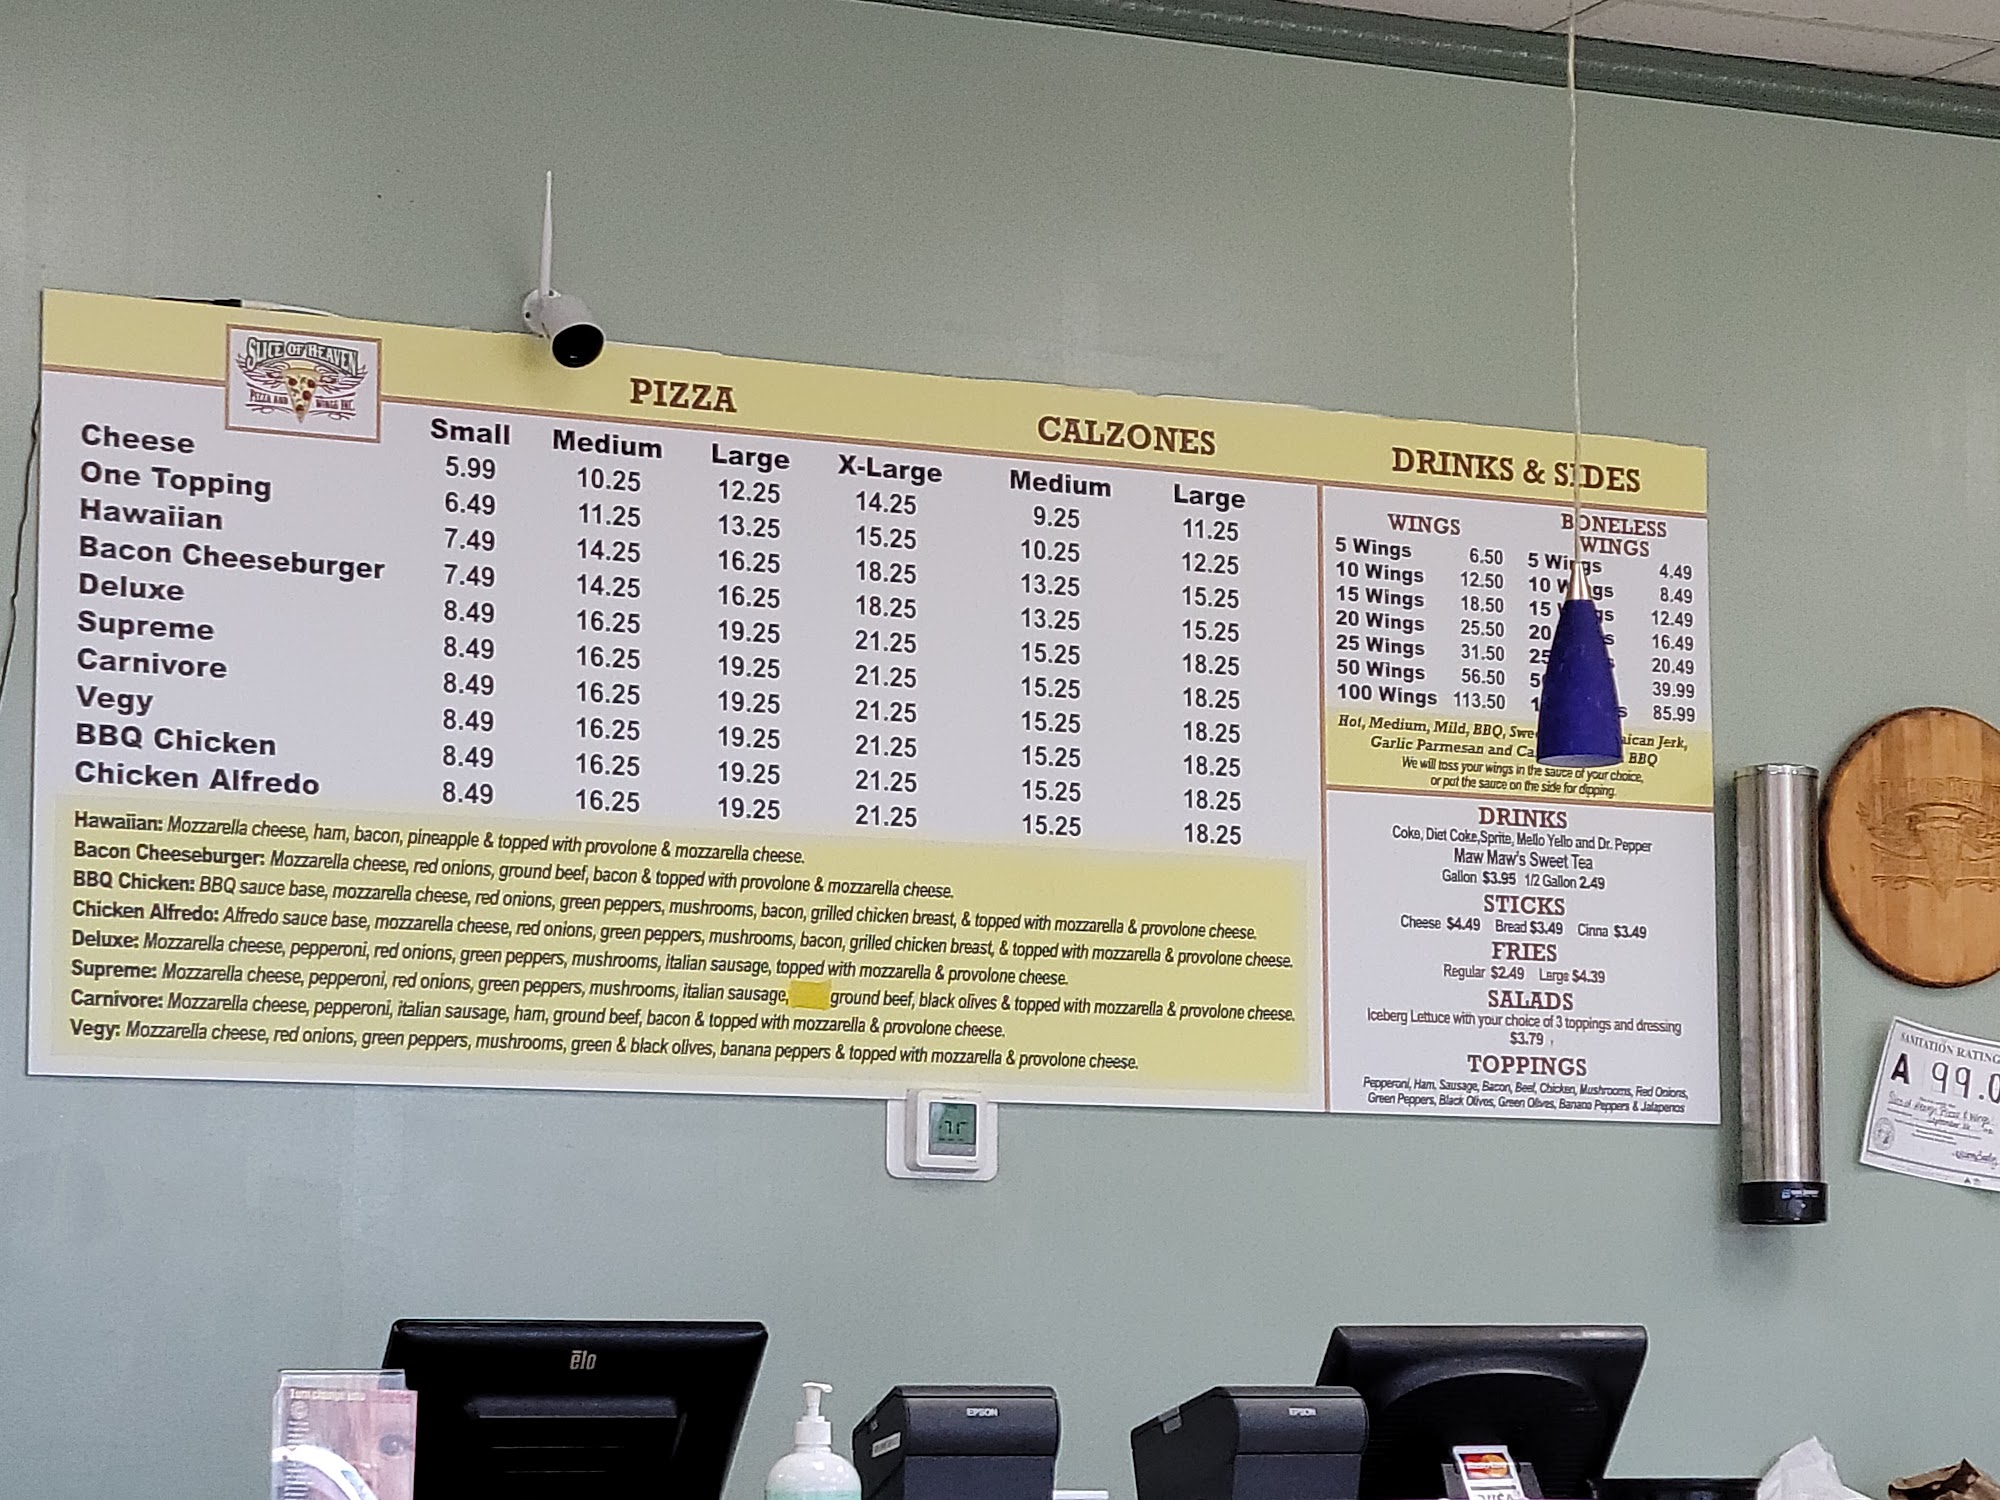 SLICE OF HEAVEN
PIZZA AND WINGS INC.
PIZZA
Small Medium Large X-Large
CALZONES
Medium Large
Cheese 5.99 10.25 12.25 14.25 9.25 11.25
One Topping 6.49 11.25 13.25 15.25 10.25 12.25
Hawaiian 7.49 14.25 16.25 18.25 13.25 15.25
Bacon Cheeseburger 7.49 14.25 16.25 18.25 13.25 15.25
Deluxe 8.49 16.25 19.25 21.25 15.25 18.25
Supreme 8.49 16.25 19.25 21.25 15.25 18.25
Carnivore 8.49 16.25 19.25 21.25 15.25 18.25
Vegy 8.49 16.25 19.25 21.25 15.25 18.25
BBQ Chicken 8.49 16.25 19.25 21.25 15.25 18.25
Chicken Alfredo 8.49 16.25 19.25 21.25 15.25 18.25
Hawaiian: Mozzarella cheese, ham, bacon, pineapple & topped with provolone & mozzarella cheese.
Bacon Cheeseburger: Mozzarella cheese, red onions, ground beef, bacon & topped with provolone & mozzarella cheese.
BBQ Chicken: BBQ sauce base, mozzarella cheese, red onions, green peppers, mushrooms, bacon, grilled chicken breast, & topped with mozzarella & provolone cheese.
Chicken Alfredo: Alfredo sauce base, mozzarella cheese, red onions, green peppers, mushrooms, bacon, grilled chicken breast, & topped with mozzarella & provolone cheese.
Deluxe: Mozzarella cheese, pepperoni, red onions, green peppers, mushrooms, italian sausage, topped with mozzarella & provolone cheese.
Supreme: Mozzarella cheese, pepperoni, red onions, green peppers, mushrooms, italian sausage, ground beef, black olives & topped with mozzarella & provolone cheese.
Carnivore: Mozzarella cheese, pepperoni, italian sausage, ham, ground beef, bacon & topped with mozzarella & provolone cheese.
Vegy: Mozzarella cheese, red onions, green peppers, mushrooms, green & black olives, banana peppers & topped with mozzarella & provolone cheese.
DRINKS & SIDES
WINGS
5 Wings 6.50
10 Wings 12.50
15 Wings 18.50
20 Wings 25.50
25 Wings 31.50
50 Wings 56.50
100 Wings 113.50
BONELESS
WINGS
5 Wings 4.49
10 Wings 8.49
15 12.49
20 16.49
25 20.49
39.99
85.99
Hot, Medium, Mild, BBQ, Jerk,
Garlic Parmesan and BBQ
We will toss your wings in the sauce of your choice,
or put the sauce on the side for dipping.
DRINKS
Coke, Diet Coke,Sprite, Mello Yello and Dr. Pepper
Maw Maw's Sweet Tea
Gallon $3.95 1/2 Gallon 2.49
STICKS
Cheese $4.49 Bread $3.49 Cinna $3.49
FRIES
Regular $2.49 Large $4.39
SALADS
Iceberg Lettuce with your choice of 3 toppings and dressing
$3.79
TOPPINGS
Pepperoni, Ham, Sausage, Bacon, Beef, Chicken, Mushrooms, Red Onions,
Green Peppers, Black Olives, Green Olives, Banana Peppers & Jalapenos
SANITATION RATING
A 99.0
elo
EPSON
EPSON
MasterCard
VISA